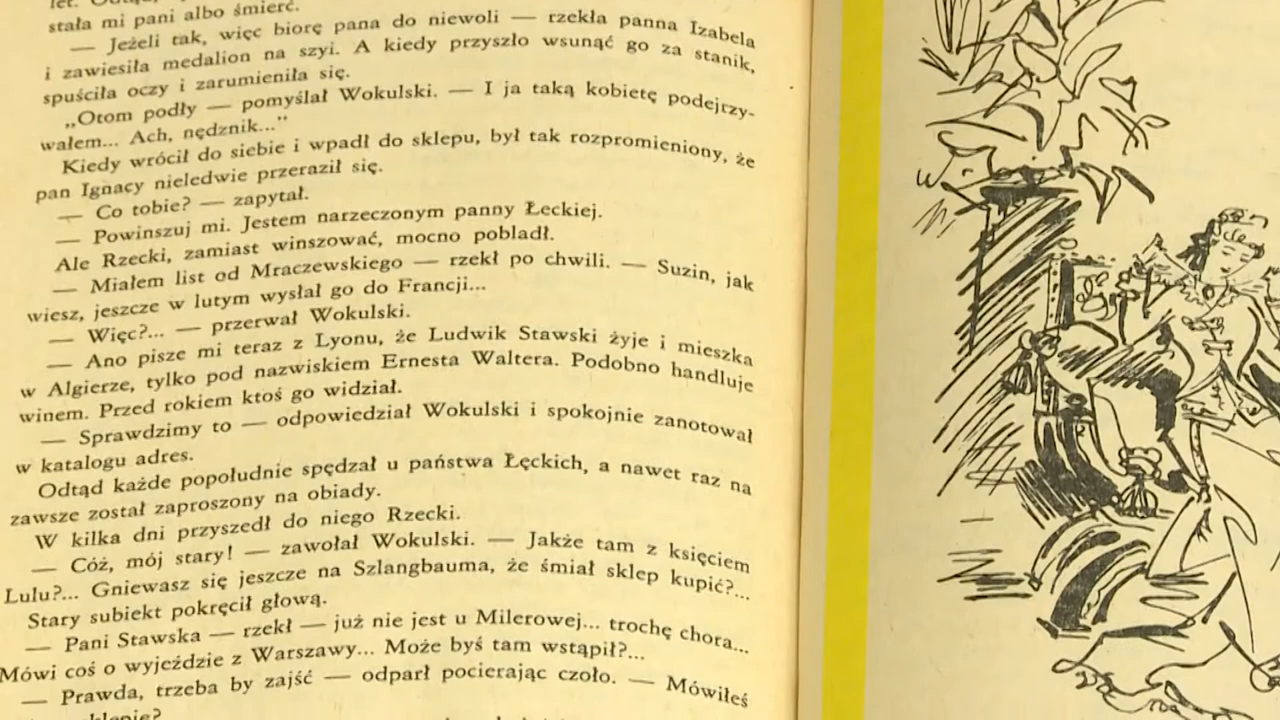 stała mi pani albo śmierć.
— Jeżeli tak, więc biorę pana do niewoli — rzekła panna Izabela
i zawiesiła medalion na szyi. A kiedy przyszło wsunąć go za stanik,
spuściła oczy i zarumieniła się.
„Otom podły — pomyślał Wokulski. — I ja taką kobietę podejrzy-
wałem... Ach, nędznik..."
Kiedy wrócił do siebie i wpadł do sklepu, był tak rozpromieniony, że
pan Ignacy nieledwie przeraził się.
— Co tobie? — zapytał.
— Powinszuj mi. Jestem narzeczonym panny Łęckiej.
Ale Rzecki, zamiast winszować, mocno pobladł.
— Miałem list od Mraczewskiego — rzekł po chwili. — Suzin, jak
wiesz, jeszcze w lutym wysłał go do Francji...
— Więc?... — przerwał Wokulski.
— Ano pisze mi teraz z Lyonu, że Ludwik Stawski żyje i mieszka
w Algierze, tylko pod nazwiskiem Ernesta Waltera. Podobno handluje
winem. Przed rokiem ktoś go widział.
— Sprawdzimy to — odpowiedział Wokulski i spokojnie zanotował
w katalogu adres.
Odtąd każde popołudnie spędzał u państwa Łęckich, a nawet raz na
zawsze został zaproszony na obiady.
W kilka dni przyszedł do niego Rzecki.
— Cóż, mój stary! — zawołał Wokulski. — Jakże tam z księciem
Lulu?... Gniewasz się jeszcze na Szlangbauma, że śmiał sklep kupić?...
Stary subiekt pokręcił głową.
— Pani Stawska — rzekł — już nie jest u Milerowej... trochę chora...
Mówi coś o wyjeździe z Warszawy... Może byś tam wstąpił?...
— Prawda, trzeba by zajść — odparł pocierając czoło. — Mówiłeś
sklepie?